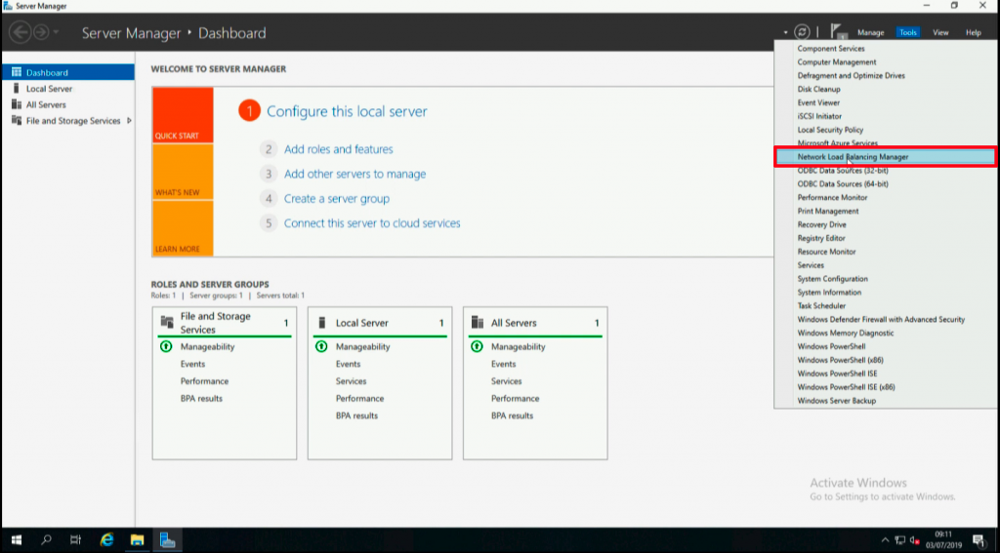 Server Manager
Server Manager • Dashboard
Manage Tools View Help
1
Dashboard
Local Server
All Servers
File and Storage Services
WELCOME TO SERVER MANAGER
QUICK START
WHAT'S NEW
LEARN MORE
1 Configure this local server
2 Add roles and features
3 Add other servers to manage
4 Create a server group
5 Connect this server to cloud services
ROLES AND SERVER GROUPS
Roles: 1 | Server groups: 1 | Servers total: 1
File and Storage
Services
1
Manageability
Events
Performance
BPA results
Local Server 1
Manageability
Events
Services
Performance
BPA results
All Servers 1
Manageability
Events
Services
Performance
BPA results
Component Services
Computer Management
Defragment and Optimize Drives
Disk Cleanup
Event Viewer
iSCSI Initiator
Local Security Policy
Microsoft Azure Services
Network Load Balancing Manager
ODBC Data Sources (32-bit)
ODBC Data Sources (64-bit)
Performance Monitor
Print Management
Recovery Drive
Registry Editor
Resource Monitor
Services
System Configuration
System Information
Task Scheduler
Windows Defender Firewall with Advanced Security
Windows Memory Diagnostic
Windows PowerShell
Windows PowerShell (x86)
Windows PowerShell ISE
Windows PowerShell ISE (x86)
Windows Server Backup
Activate Windows
Go to Settings to activate Windows.
09:11
03/07/2019
1